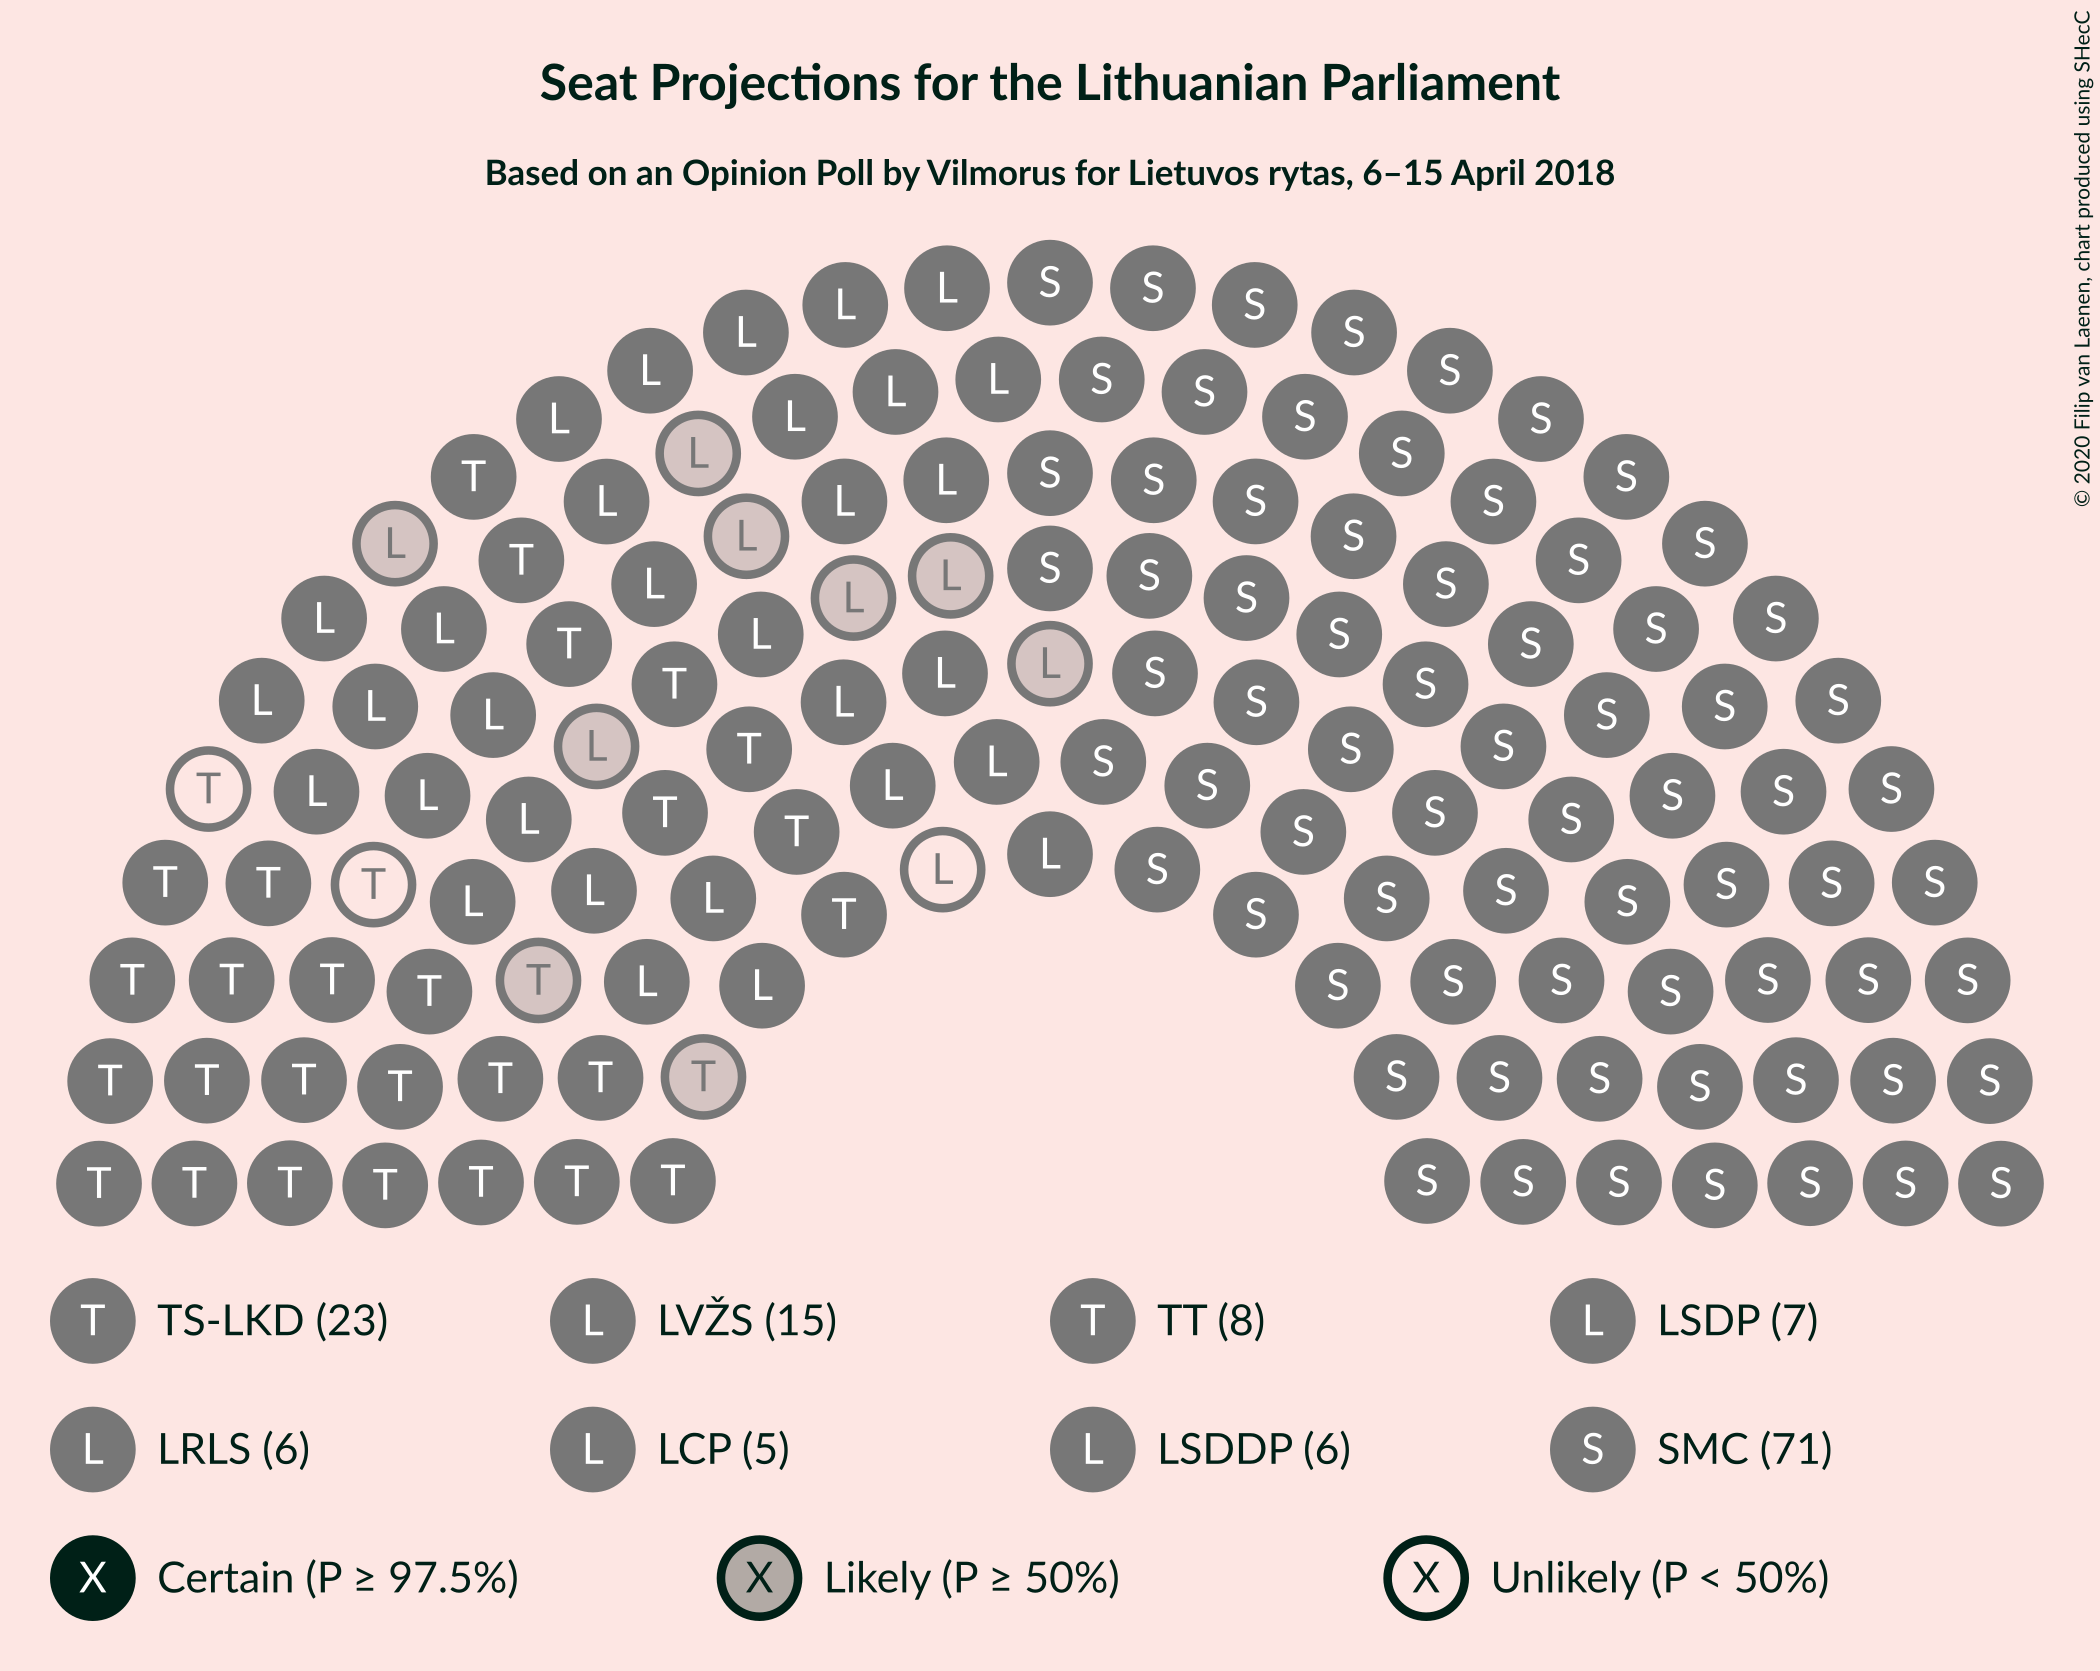 Seat Projections for the Lithuanian Parliament
Based on an Opinion Poll by Vilmorus for Lietuvos rytas, 6–15 April 2018
© 2020 Filip van Laenen, chart produced using SHecC
L L S S S
L L S S
L L L L S S S S
L L L S S S S
T L L S S S S S S
L T L L L L S S S S S S
L L T L L L L S S S S S S S
L L L T L L L S S S S S S S
T L L L L T T L L S S S S S S S S S
T T T L L L T T L L S S S S S S S S S
T T T T T L L S S S S S S S
T T T T T T T S S S S S S S
T T T T T T T S S S S S S S
T TS-LKD (23) L LVŽS (15) T TT (8) L LSDP (7)
L LRLS (6) L LCP (5) L LSDDP (6) S SMC (71)
X Certain (P ≥ 97.5%) X Likely (P ≥ 50%) X Unlikely (P < 50%)